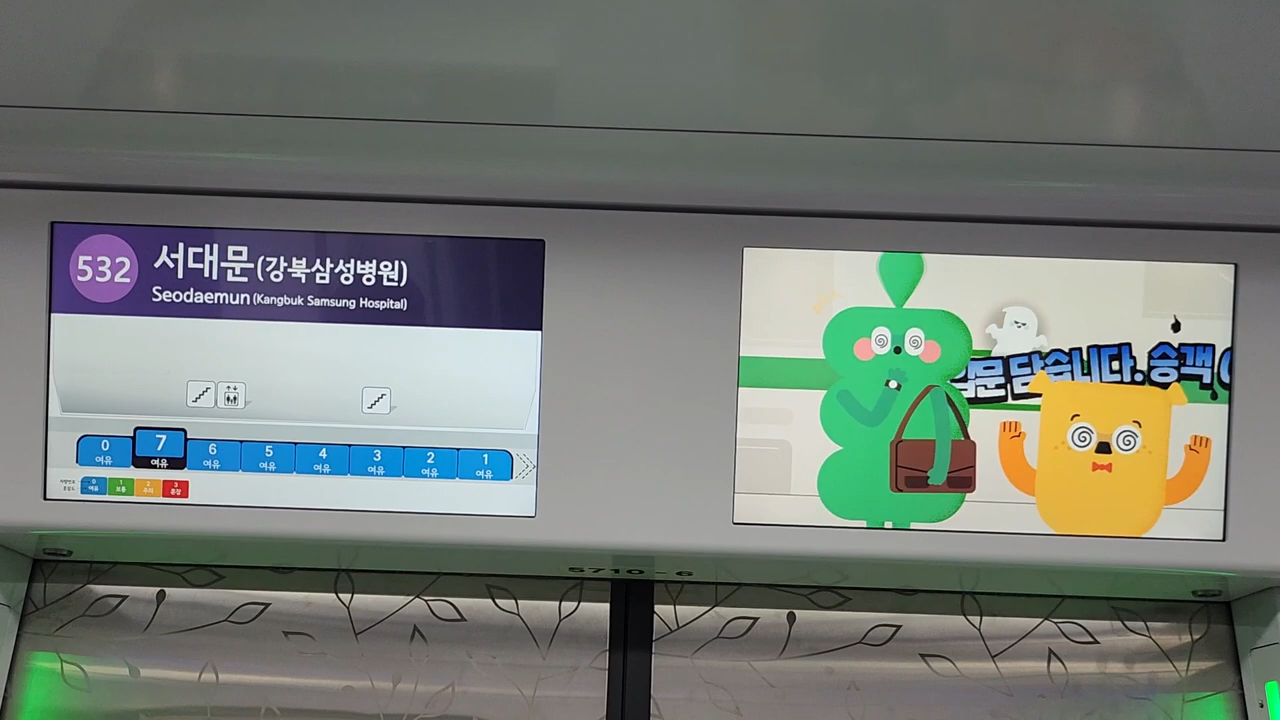 532
서대문(강북삼성병원)
Seodaemun (Kangbuk Samsung Hospital)
0 7 6 5 4 3 2 1
여유 여유 여유 여유 여유 여유 여유 여유
0 1 2 3
여유 보통 주의 혼잡
담습니다. 승객
5710-6